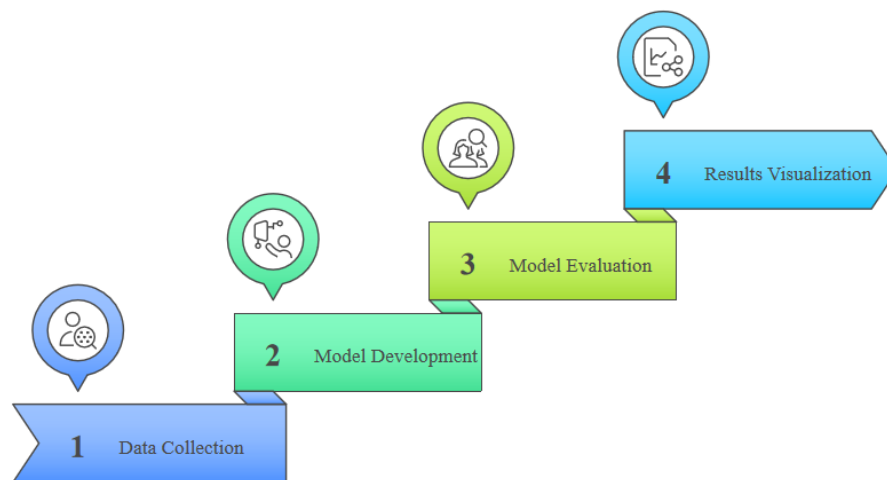 4 Results Visualization
3 Model Evaluation
2 Model Development
1 Data Collection